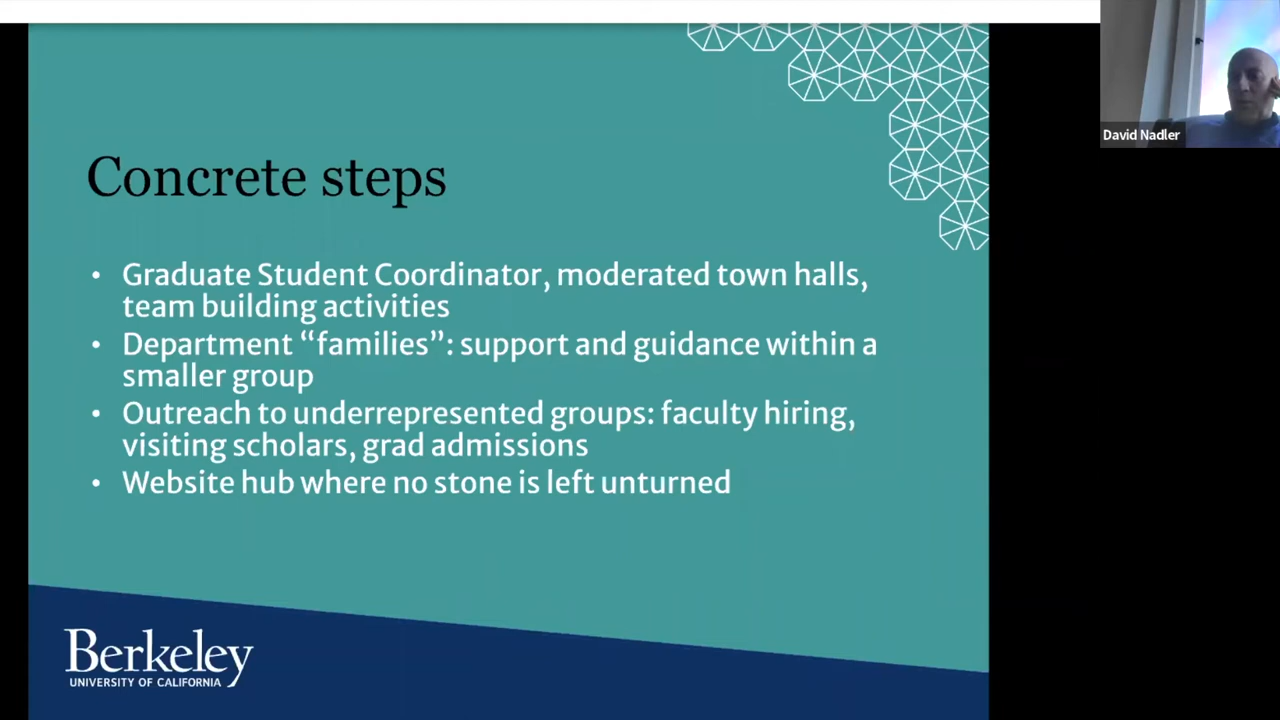 David Nadler
Concrete steps
• Graduate Student Coordinator, moderated town halls,
team building activities
• Department “families”: support and guidance within a
smaller group
• Outreach to underrepresented groups: faculty hiring,
visiting scholars, grad admissions
• Website hub where no stone is left unturned
Berkeley
UNIVERSITY OF CALIFORNIA